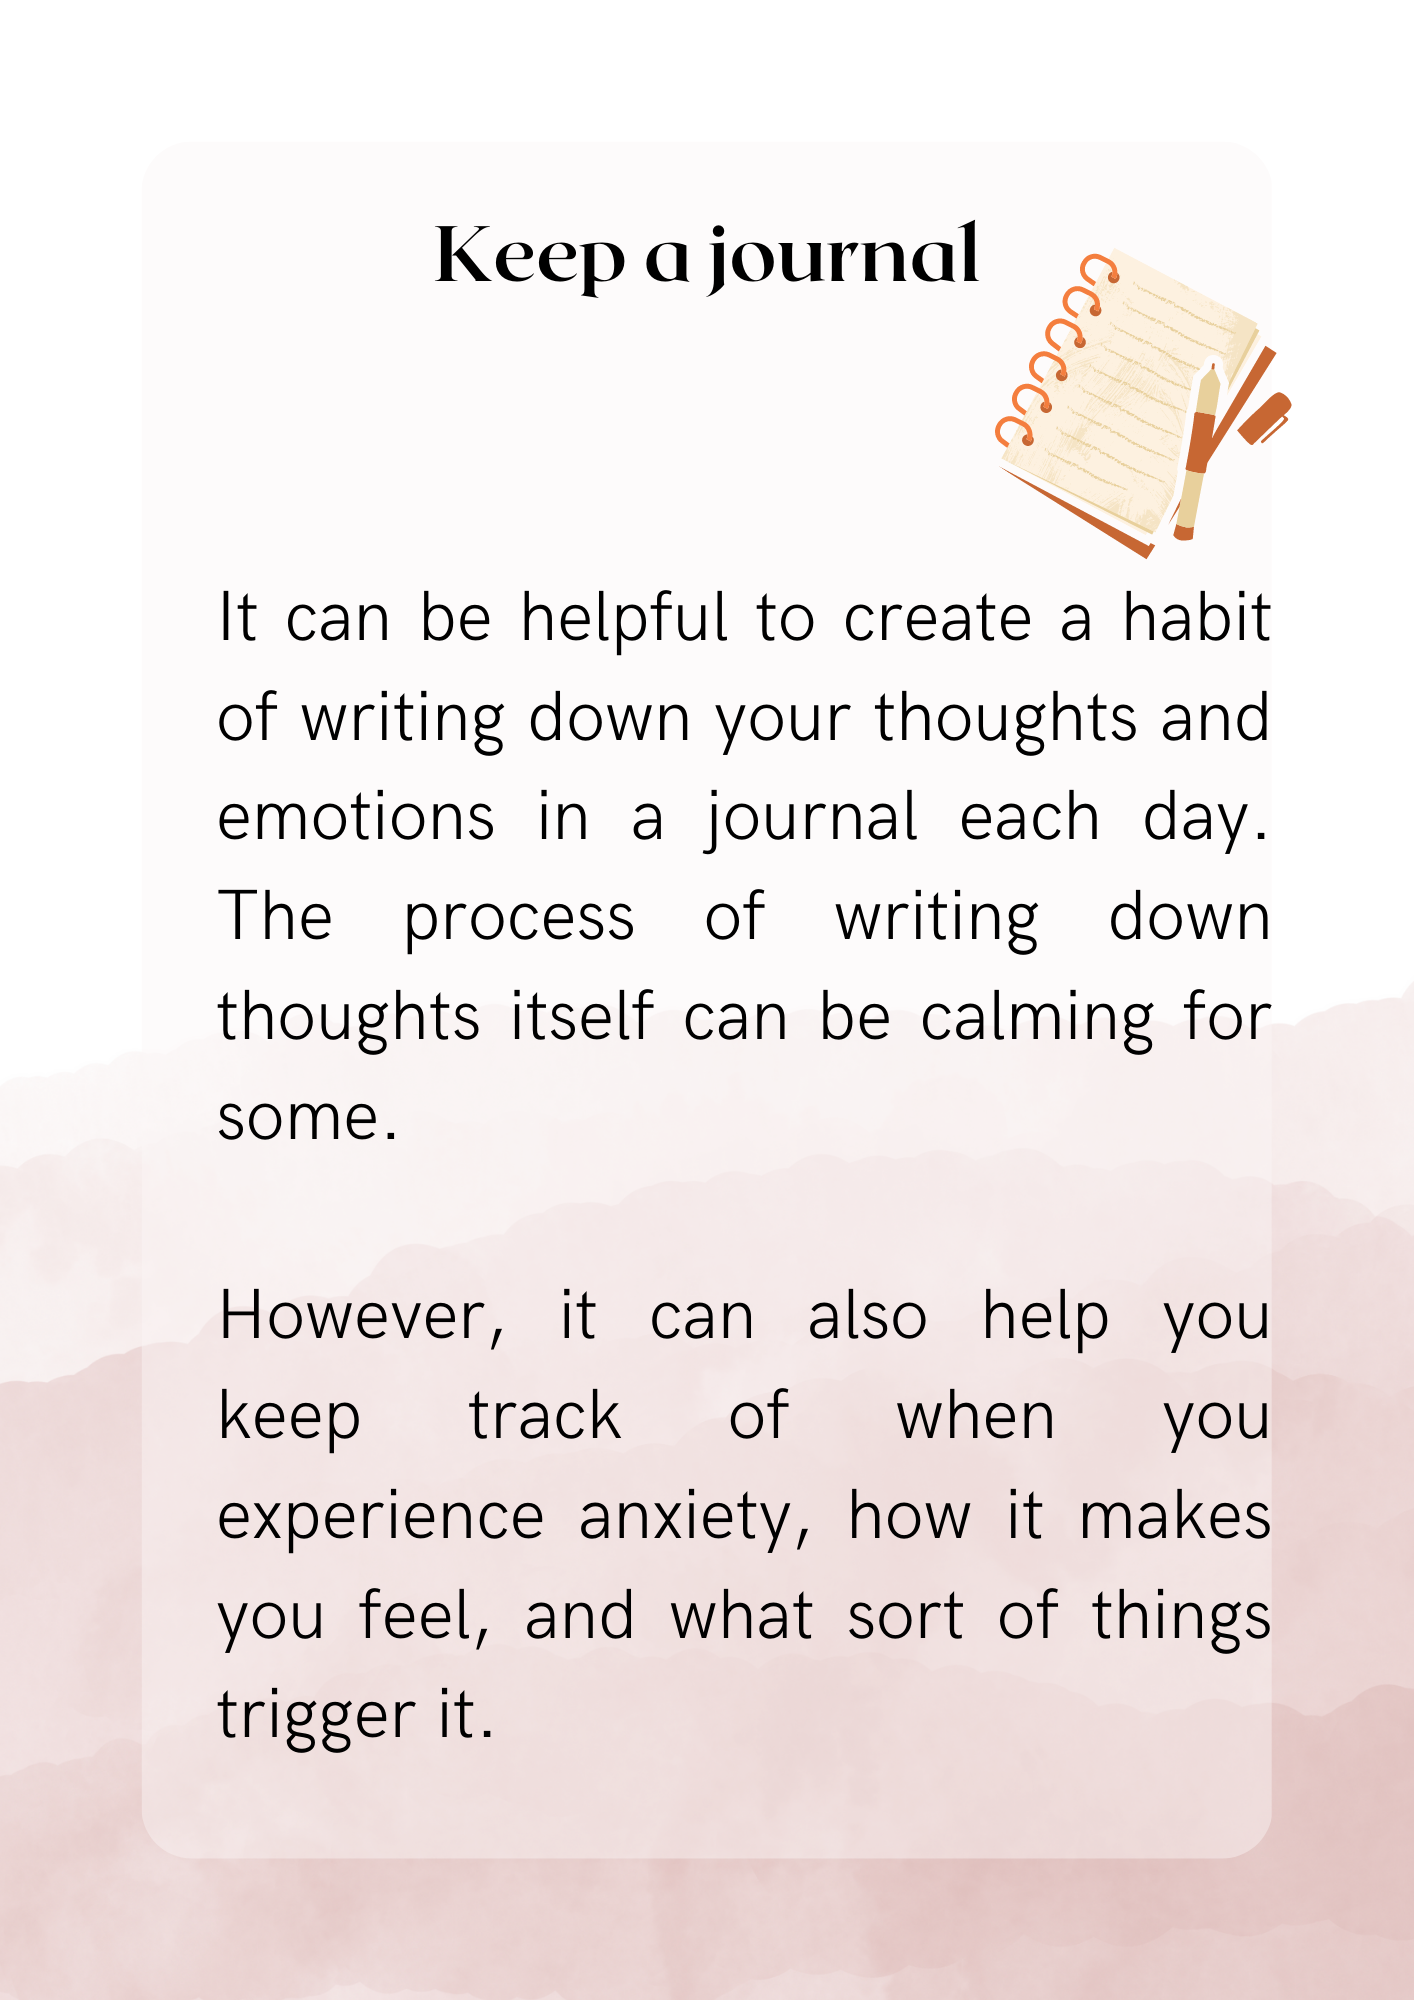 Keep a journal
It can be helpful to create a habit
of writing down your thoughts and
emotions in a journal each day.
The process of writing down
thoughts itself can be calming for
some.
However, it can also help you
keep track of when you
experience anxiety, how it makes
you feel, and what sort of things
trigger it.